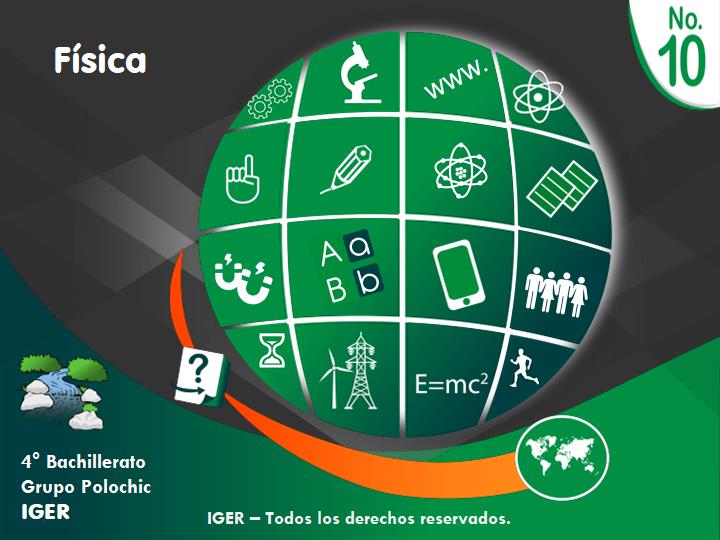 Física
No.
10
www.
A a
B b
?
E=mc²
4° Bachillerato
Grupo Polochic
IGER
IGER – Todos los derechos reservados.